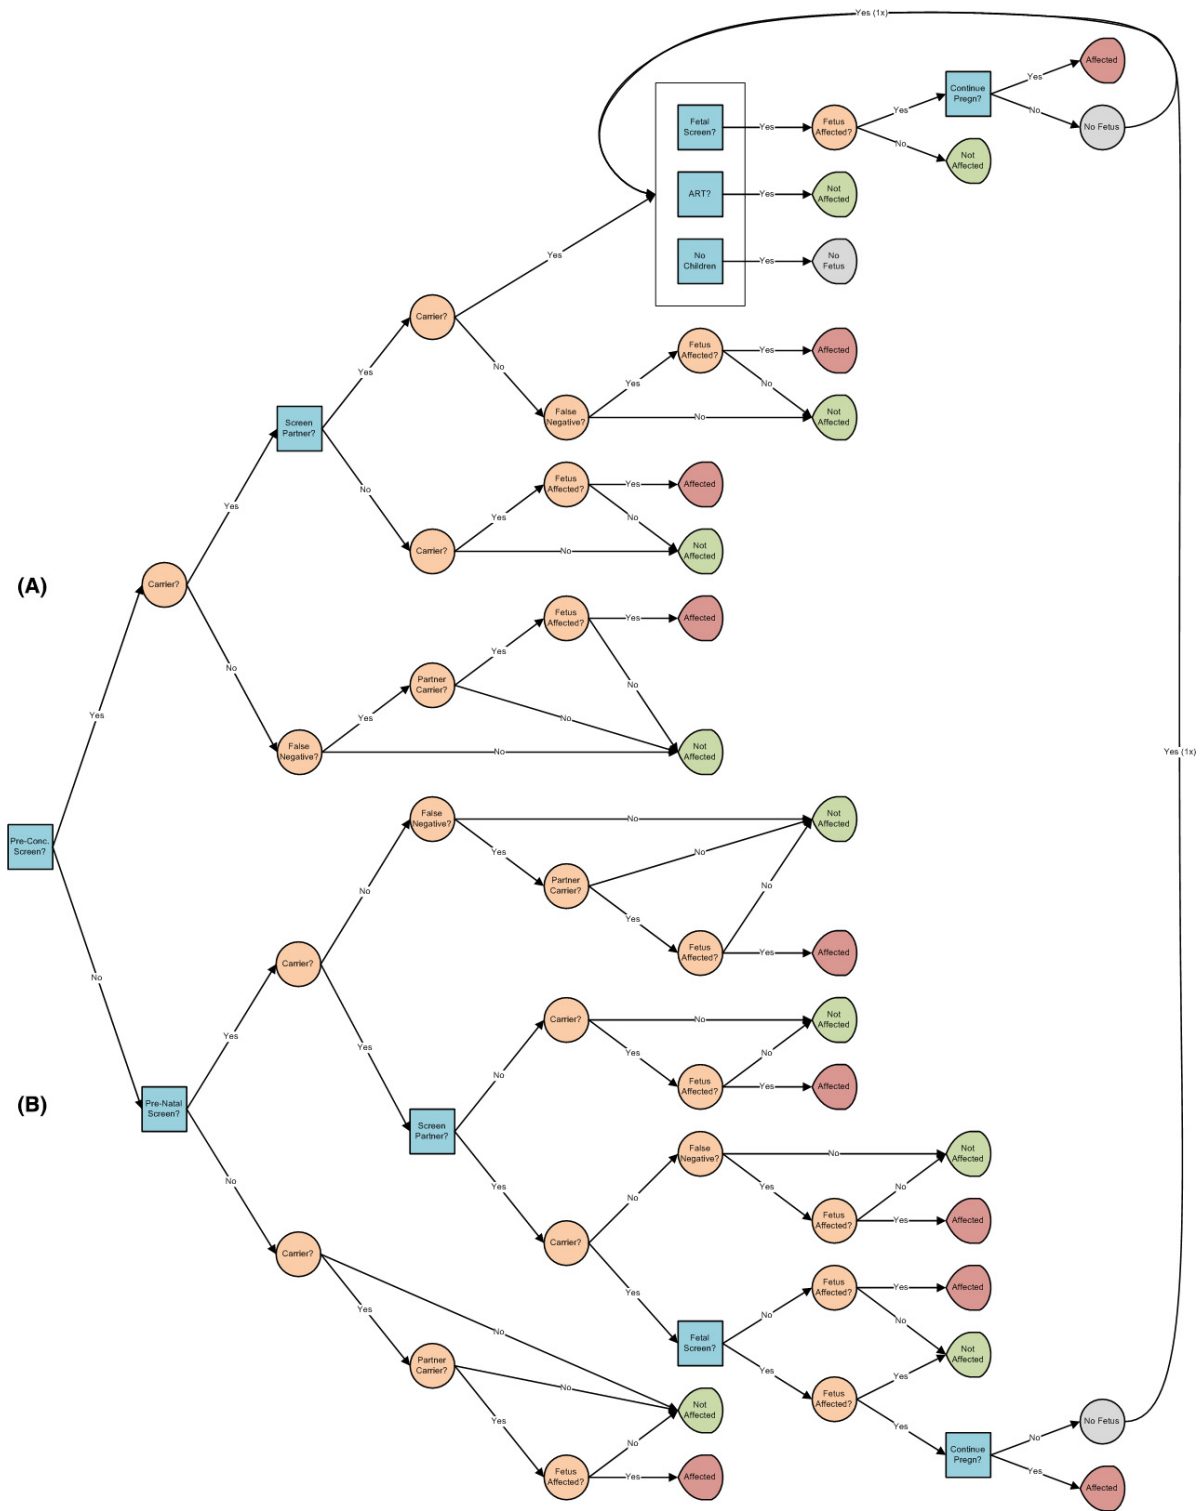 Yes (1x)
Affected
Continue
Pregn?
Yes
No
No Fetus
Fetal
Screen?
Yes
Fetus
Affected?
Yes
No
Not
Affected
ART?
Yes
Not
Affected
No
Children
Yes
No
Fetus
Yes
Carrier?
Yes
No
Fetus
Affected?
Yes
Affected
Yes
No
False
Negative?
No
Not
Affected
Screen
Partner?
Yes
No
Fetus
Affected?
Yes
Affected
Yes
No
Carrier?
No
Not
Affected
(A)
Carrier?
Yes
No
Fetus
Affected?
Yes
Affected
Partner
Carrier?
Yes
No
No
False
Negative?
Yes
No
Not
Affected
Yes (1x)
Pre-Conc.
Screen?
Yes
No
False
Negative?
No
Not
Affected
Yes
No
Partner
Carrier?
No
No
Yes
Fetus
Affected?
Yes
Affected
Carrier?
Yes
Yes
Carrier?
No
Not
Affected
No
Yes
No
Fetus
Affected?
Yes
Affected
(B)
Pre-Natal
Screen?
Screen
Partner?
False
Negative?
No
Not
Affected
No
Yes
Yes
No
No
Fetus
Affected?
Yes
Affected
Carrier?
Carrier?
Yes
Fetus
Affected?
Yes
Affected
Yes
No
No
No
Fetal
Screen?
Not
Affected
Partner
Carrier?
No
Yes
Yes
Fetus
Affected?
Yes
Not
Affected
Yes
No
No Fetus
No
Continue
Pregn?
Yes
Fetus
Affected?
Yes
Affected
Affected